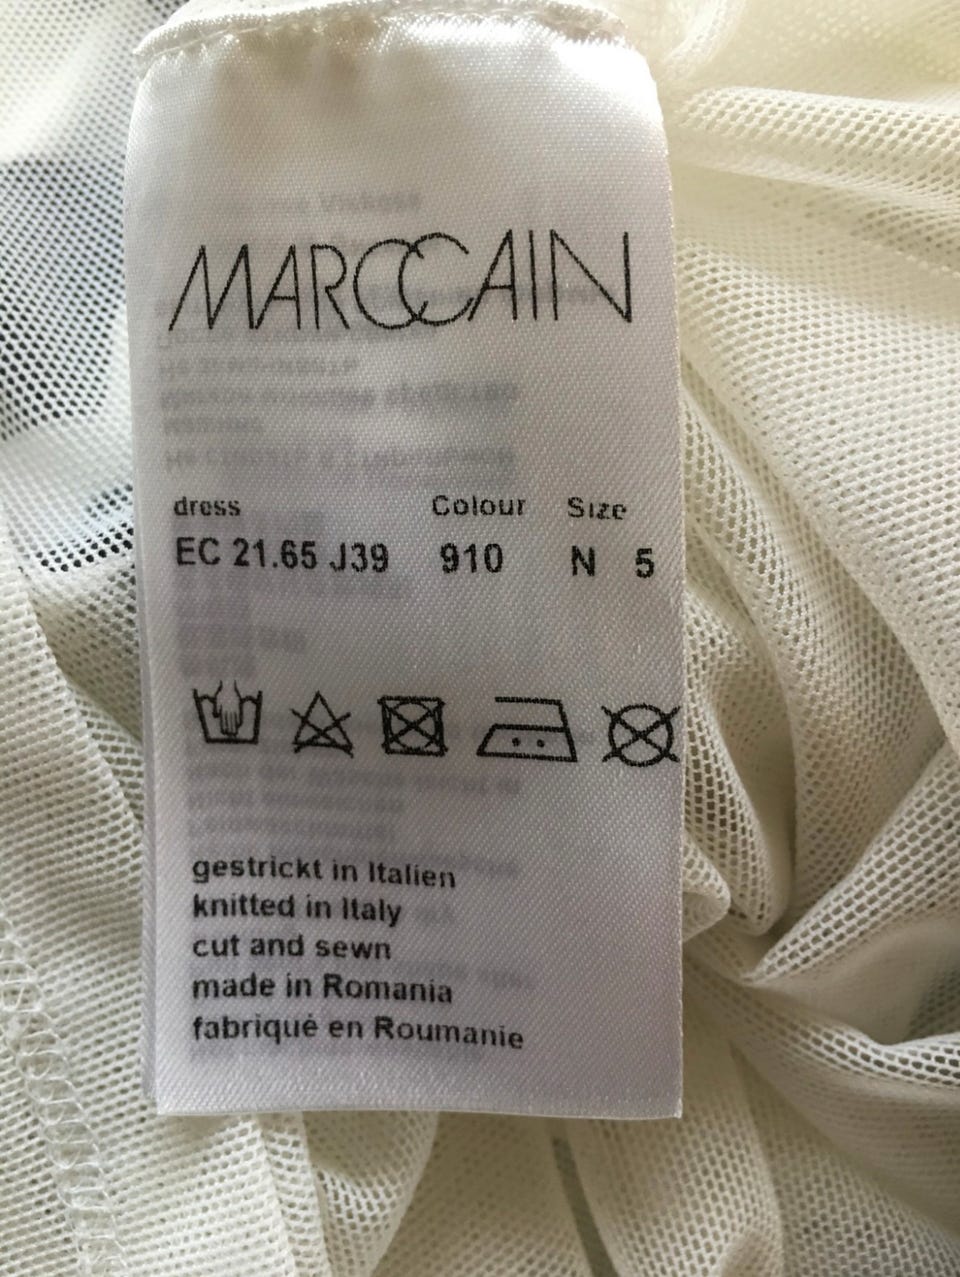 MARCCAIN
dress Colour Size
EC 21.65 J39 910 N 5
gestrickt in Italien
knitted in Italy
cut and sewn
made in Romania
fabriqué en Roumanie